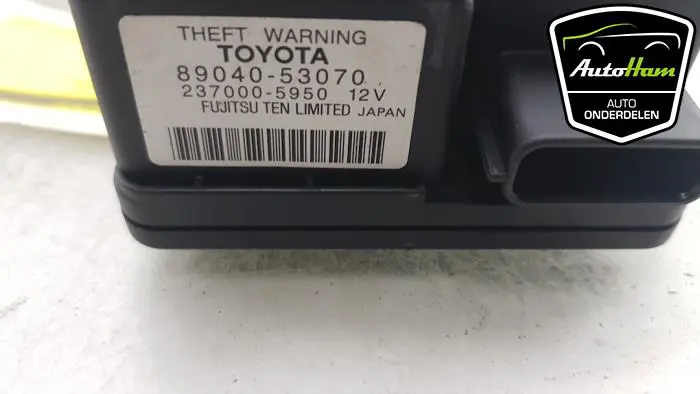 THEFT WARNING
TOYOTA
89040-53070
237000-5950 12V
FUJITSU TEN LIMITED JAPAN
AutoHam
AUTO
ONDERDELEN